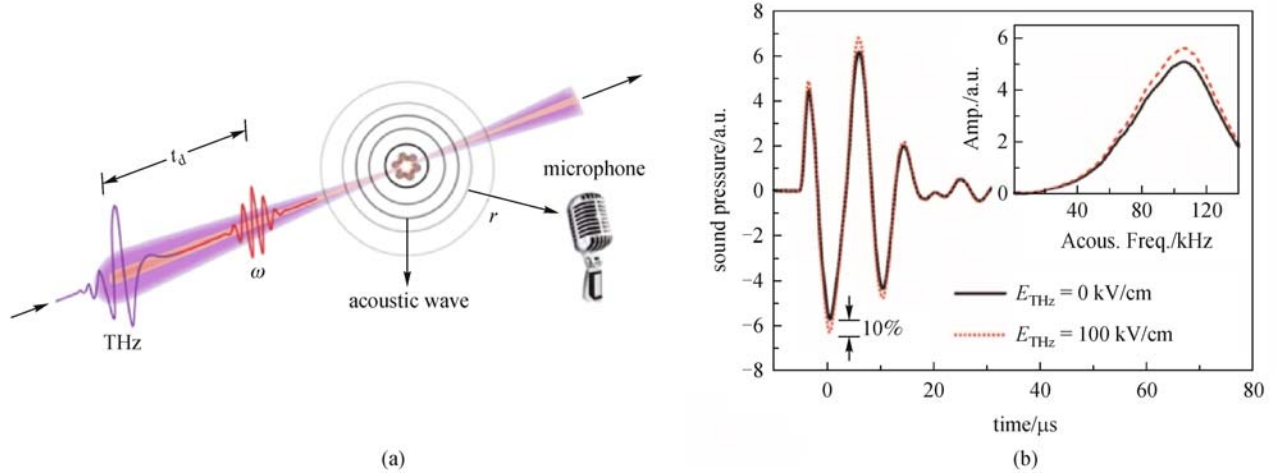 t_d
THz
ω
acoustic wave
r
microphone
(a)
sound pressure/a.u.
8
6
4
2
0
−2
−4
−6
−8
0
20
40
60
80
time/μs
10%
E_THz = 0 kV/cm
E_THz = 100 kV/cm
Amp./a.u.
6
4
2
0
40
80
120
Acous. Freq./kHz
(b)